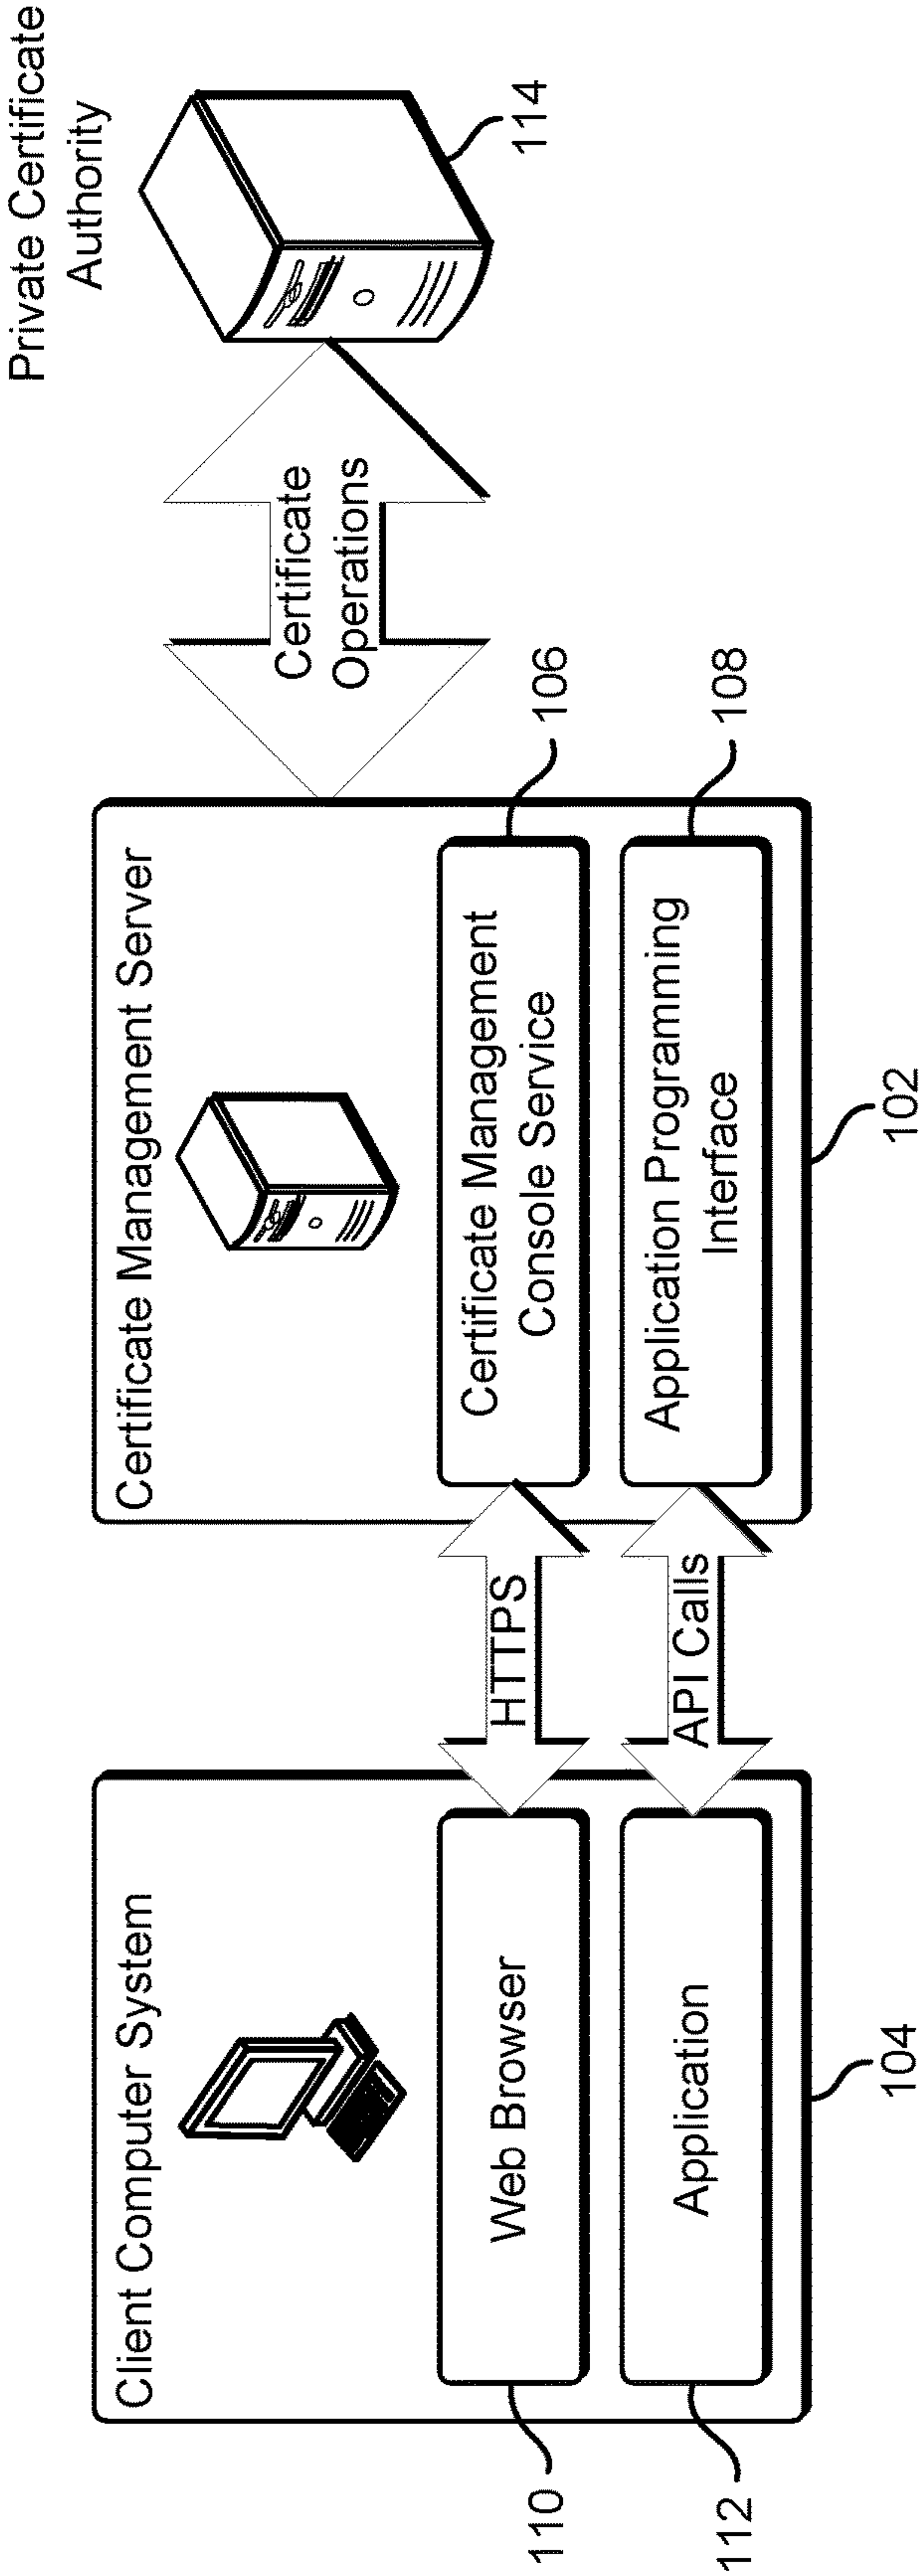 Client Computer System
Web Browser
Application
110
112
104
HTTPS
API Calls
Certificate Management Server
Certificate Management
Console Service
Application Programming
Interface
106
108
102
Certificate
Operations
Private Certificate
Authority
114